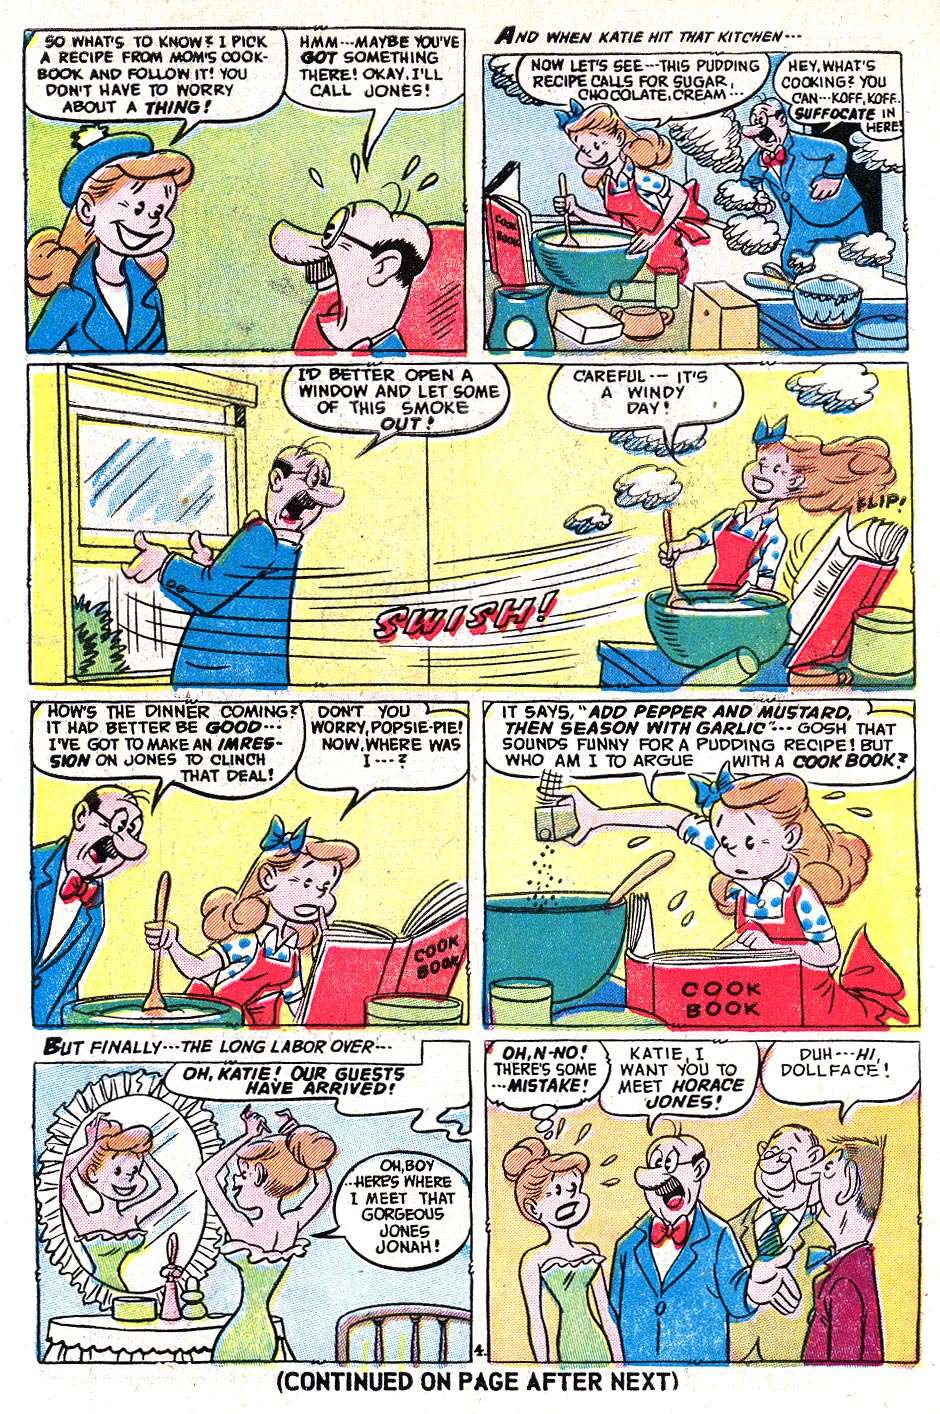 SO WHAT'S TO KNOW? I PICK
A RECIPE FROM MOM'S COOK-
BOOK AND FOLLOW IT! YOU
DON'T HAVE TO WORRY
ABOUT A THING!
HMM---MAYBE YOU'VE
GOT SOMETHING
THERE! OKAY, I'LL
CALL JONES!
AND WHEN KATIE HIT THAT KITCHEN---
NOW LET'S SEE---THIS PUDDING
RECIPE CALLS FOR SUGAR,
CHOCOLATE, CREAM---
HEY, WHAT'S
COOKING? YOU
CAN---KOFF, KOFF.
SUFFOCATE IN
HERE!
COOK
BOOK
I'D BETTER OPEN A
WINDOW AND LET SOME
OF THIS SMOKE
OUT!
CAREFUL--- IT'S
A WINDY
DAY!
FLIP!
SWISH!
HOW'S THE DINNER COMING?
IT HAD BETTER BE GOOD---
I'VE GOT TO MAKE AN IMRES-
SION ON JONES TO CLINCH
THAT DEAL!
DON'T YOU
WORRY, POPSIE-PIE!
NOW, WHERE WAS
I---?
COOK
BOOK
IT SAYS, "ADD PEPPER AND MUSTARD,
THEN SEASON WITH GARLIC"--- GOSH THAT
SOUNDS FUNNY FOR A PUDDING RECIPE! BUT
WHO AM I TO ARGUE WITH A COOK BOOK?
COOK
BOOK
BUT FINALLY---THE LONG LABOR OVER---
OH, KATIE! OUR GUESTS
HAVE ARRIVED!
OH, BOY
---HERE'S WHERE
I MEET THAT
GORGEOUS
JONES
JONAH!
OH, N-NO!
THERE'S SOME
---MISTAKE!
KATIE, I
WANT YOU TO
MEET HORACE
JONES!
DUH---HI,
DOLLFACE!
4
(CONTINUED ON PAGE AFTER NEXT)